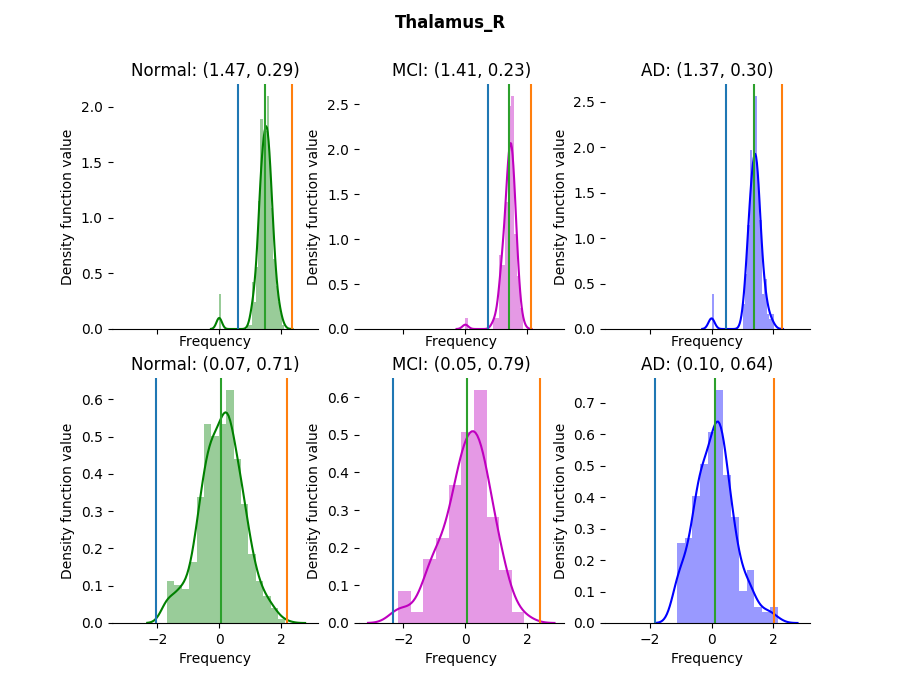 Thalamus_R
Normal: (1.47, 0.29)
MCI: (1.41, 0.23)
AD: (1.37, 0.30)
Density function value
2.0
1.5
1.0
0.5
0.0
Frequency
Density function value
2.5
2.0
1.5
1.0
0.5
0.0
Frequency
Density function value
2.5
2.0
1.5
1.0
0.5
0.0
Frequency
Normal: (0.07, 0.71)
MCI: (0.05, 0.79)
AD: (0.10, 0.64)
Density function value
0.6
0.5
0.4
0.3
0.2
0.1
0.0
−2 0 2
Frequency
Density function value
0.6
0.5
0.4
0.3
0.2
0.1
0.0
−2 0 2
Frequency
Density function value
0.7
0.6
0.5
0.4
0.3
0.2
0.1
0.0
−2 0 2
Frequency